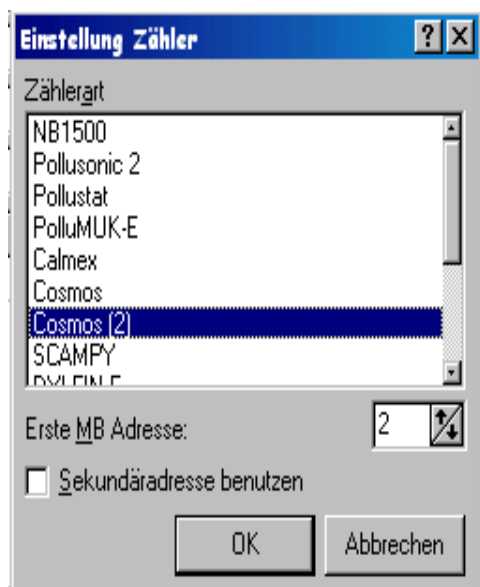 Einstellung Zähler
Zählerart
NB1500
Pollusonic 2
Pollustat
PolluMUK-E
Calmex
Cosmos
Cosmos (2)
SCAMPY
Erste MB Adresse: 2
Sekundäradresse benutzen
OK Abbrechen